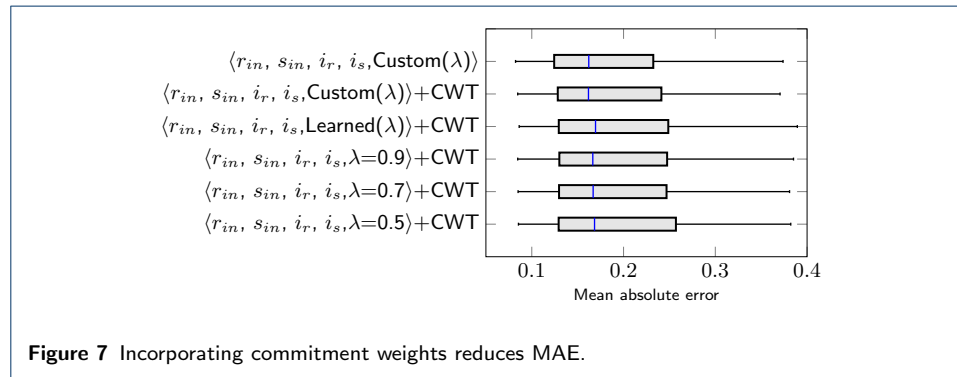 ⟨r_in, s_in, i_r, i_s,Custom(λ)⟩
⟨r_in, s_in, i_r, i_s,Custom(λ)⟩+CWT
⟨r_in, s_in, i_r, i_s,Learned(λ)⟩+CWT
⟨r_in, s_in, i_r, i_s,λ=0.9⟩+CWT
⟨r_in, s_in, i_r, i_s,λ=0.7⟩+CWT
⟨r_in, s_in, i_r, i_s,λ=0.5⟩+CWT
0.1 0.2 0.3 0.4
Mean absolute error
Figure 7 Incorporating commitment weights reduces MAE.